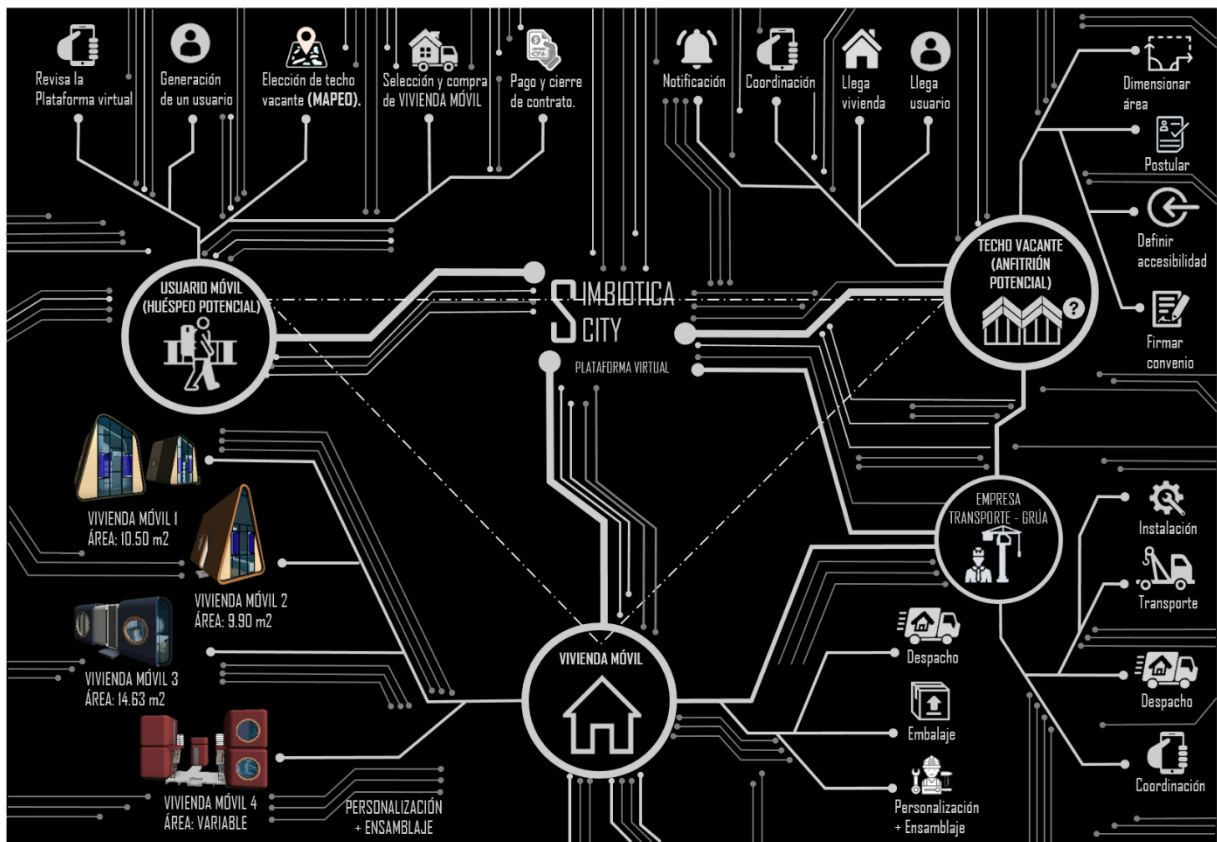 Revisa la
Plataforma virtual
Generación
de un usuario
Elección de techo
vacante (MAPEO).
Selección y compra
de VIVIENDA MÓVIL
Pago y cierre
de contrato.
Notificación
Coordinación
Llega
vivienda
Llega
usuario
Dimensionar
área
Postular
Definir
accesibilidad
Firmar
convenio
USUARIO MÓVIL
(HUÉSPED POTENCIAL)
SIMBIOTICA
CITY
PLATAFORMA VIRTUAL
TECHO VACANTE
(ANFITRIÓN
POTENCIAL)
?
VIVIENDA MÓVIL 1
ÁREA: 10.50 m2
VIVIENDA MÓVIL 2
ÁREA: 9.90 m2
VIVIENDA MÓVIL 3
ÁREA: 14.63 m2
VIVIENDA MÓVIL 4
ÁREA: VARIABLE
PERSONALIZACIÓN
+ ENSAMBLAJE
VIVIENDA MÓVIL
Despacho
Embalaje
Personalización
+ Ensamblaje
EMPRESA
TRANSPORTE - GRÚA
Instalación
Transporte
Despacho
Coordinación